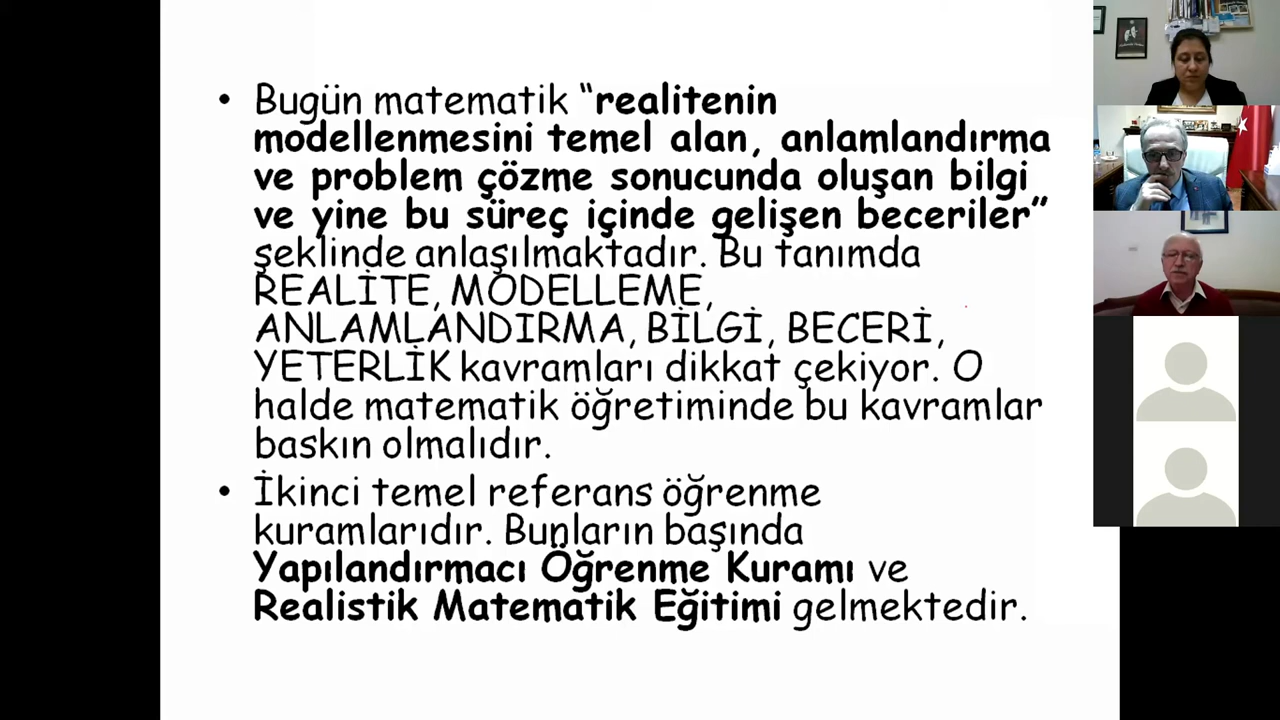 • Bugün matematik “realitenin
modellenmesini temel alan, anlamlandırma
ve problem çözme sonucunda oluşan bilgi
ve yine bu süreç içinde gelişen beceriler”
şeklinde anlaşılmaktadır. Bu tanımda
REALİTE, MODELLEME,
ANLAMLANDIRMA, BİLGİ, BECERİ,
YETERLİK kavramları dikkat çekiyor. O
halde matematik öğretiminde bu kavramlar
baskın olmalıdır.
• İkinci temel referans öğrenme
kuramlarıdır. Bunların başında
Yapılandırmacı Öğrenme Kuramı ve
Realistik Matematik Eğitimi gelmektedir.